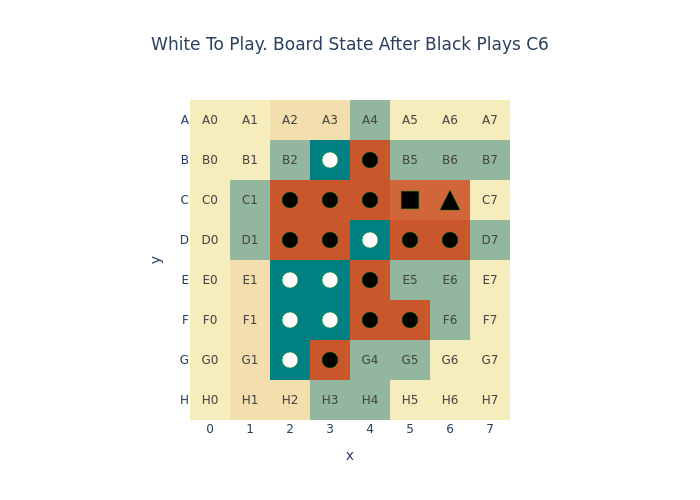 White To Play. Board State After Black Plays C6
A A0 A1 A2 A3 A4 A5 A6 A7
B B0 B1 B2 B5 B6 B7
C C0 C1 C7
D D0 D1 D7
E E0 E1 E5 E6 E7
F F0 F1 F6 F7
G G0 G1 G4 G5 G6 G7
H H0 H1 H2 H3 H4 H5 H6 H7
0 1 2 3 4 5 6 7
x
y